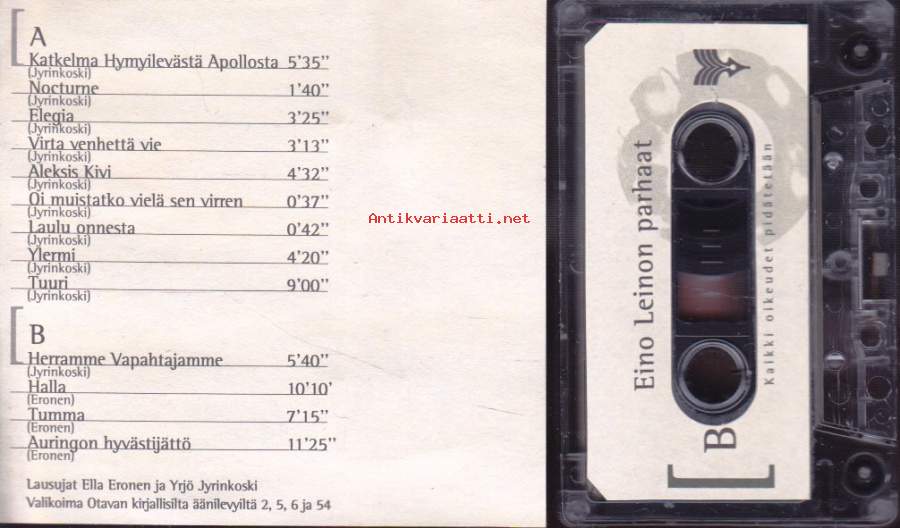 A
Katkelma Hymyilevästä Apollosta 5'35"
(Jyrinkoski)
Nocturne 1'40"
(Jyrinkoski)
Elegia 3'25"
(Jyrinkoski)
Virta venhettä vie 3'13"
(Jyrinkoski)
Aleksis Kivi 4'32"
(Jyrinkoski)
Oi muistatko vielä sen virren 0'37"
(Jyrinkoski)
Laulu onnesta 0'42"
(Jyrinkoski)
Ylermi 4'20"
(Jyrinkoski)
Tuuri 9'00"
(Jyrinkoski)
B
Herramme Vapahtajamme 5'40"
(Jyrinkoski)
Halla 10'10'
(Eronen)
Tumma 7'15"
(Eronen)
Auringon hyvästijättö 11'25"
(Eronen)
Lausujat Ella Eronen ja Yrjö Jyrinkoski
Valikoima Otavan kirjallisilta äänilevyiltä 2, 5, 6 ja 54
Antikvariaatti.net
Eino Leinon parhaat
Kaikki oikeudet pidätetään
B